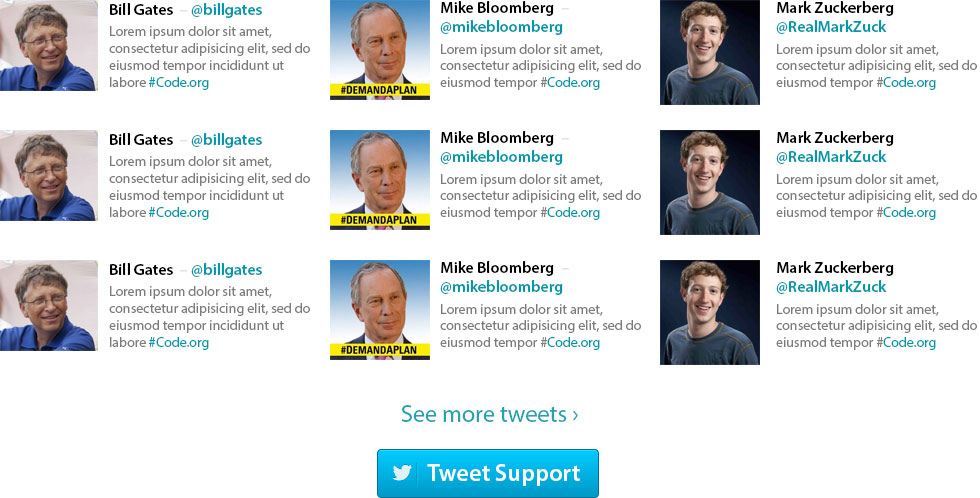 Bill Gates – @billgates
Lorem ipsum dolor sit amet,
consectetur adipisicing elit, sed do
eiusmod tempor incididunt ut
labore #Code.org
Mike Bloomberg –
@mikebloomberg
Lorem ipsum dolor sit amet,
consectetur adipisicing elit, sed do
eiusmod tempor #Code.org
#DEMANDAPLAN
Mark Zuckerberg
@RealMarkZuck
Lorem ipsum dolor sit amet,
consectetur adipisicing elit, sed do
eiusmod tempor #Code.org
Bill Gates – @billgates
Lorem ipsum dolor sit amet,
consectetur adipisicing elit, sed do
eiusmod tempor incididunt ut
labore #Code.org
Mike Bloomberg –
@mikebloomberg
Lorem ipsum dolor sit amet,
consectetur adipisicing elit, sed do
eiusmod tempor #Code.org
#DEMANDAPLAN
Mark Zuckerberg
@RealMarkZuck
Lorem ipsum dolor sit amet,
consectetur adipisicing elit, sed do
eiusmod tempor #Code.org
Bill Gates – @billgates
Lorem ipsum dolor sit amet,
consectetur adipisicing elit, sed do
eiusmod tempor incididunt ut
labore #Code.org
Mike Bloomberg –
@mikebloomberg
Lorem ipsum dolor sit amet,
consectetur adipisicing elit, sed do
eiusmod tempor #Code.org
#DEMANDAPLAN
Mark Zuckerberg
@RealMarkZuck
Lorem ipsum dolor sit amet,
consectetur adipisicing elit, sed do
eiusmod tempor #Code.org
See more tweets ›
Tweet Support